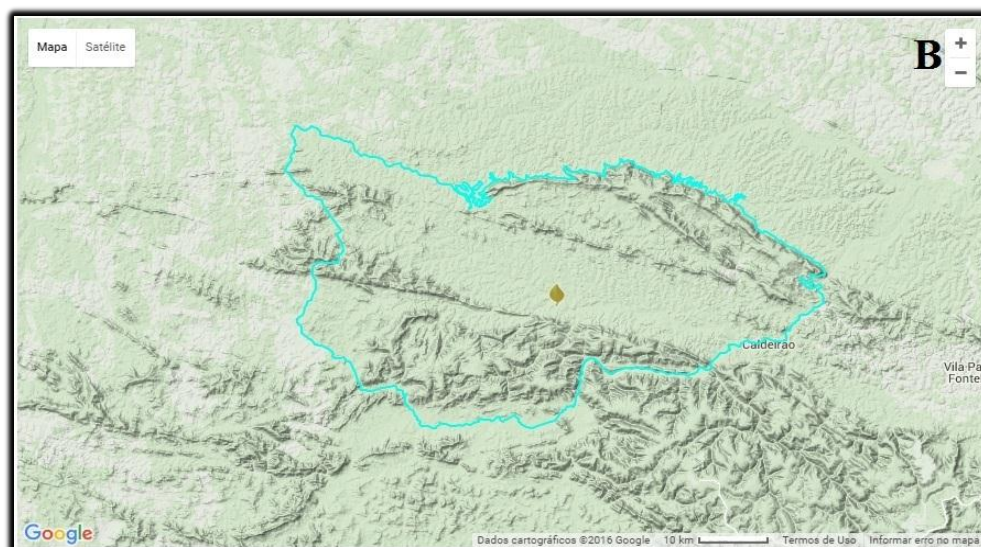 Mapa Satélite
B
+
−
Caldeirão
Vila Pa
Fontel
Google
Dados cartográficos ©2016 Google 10 km Termos de Uso Informar erro no mapa